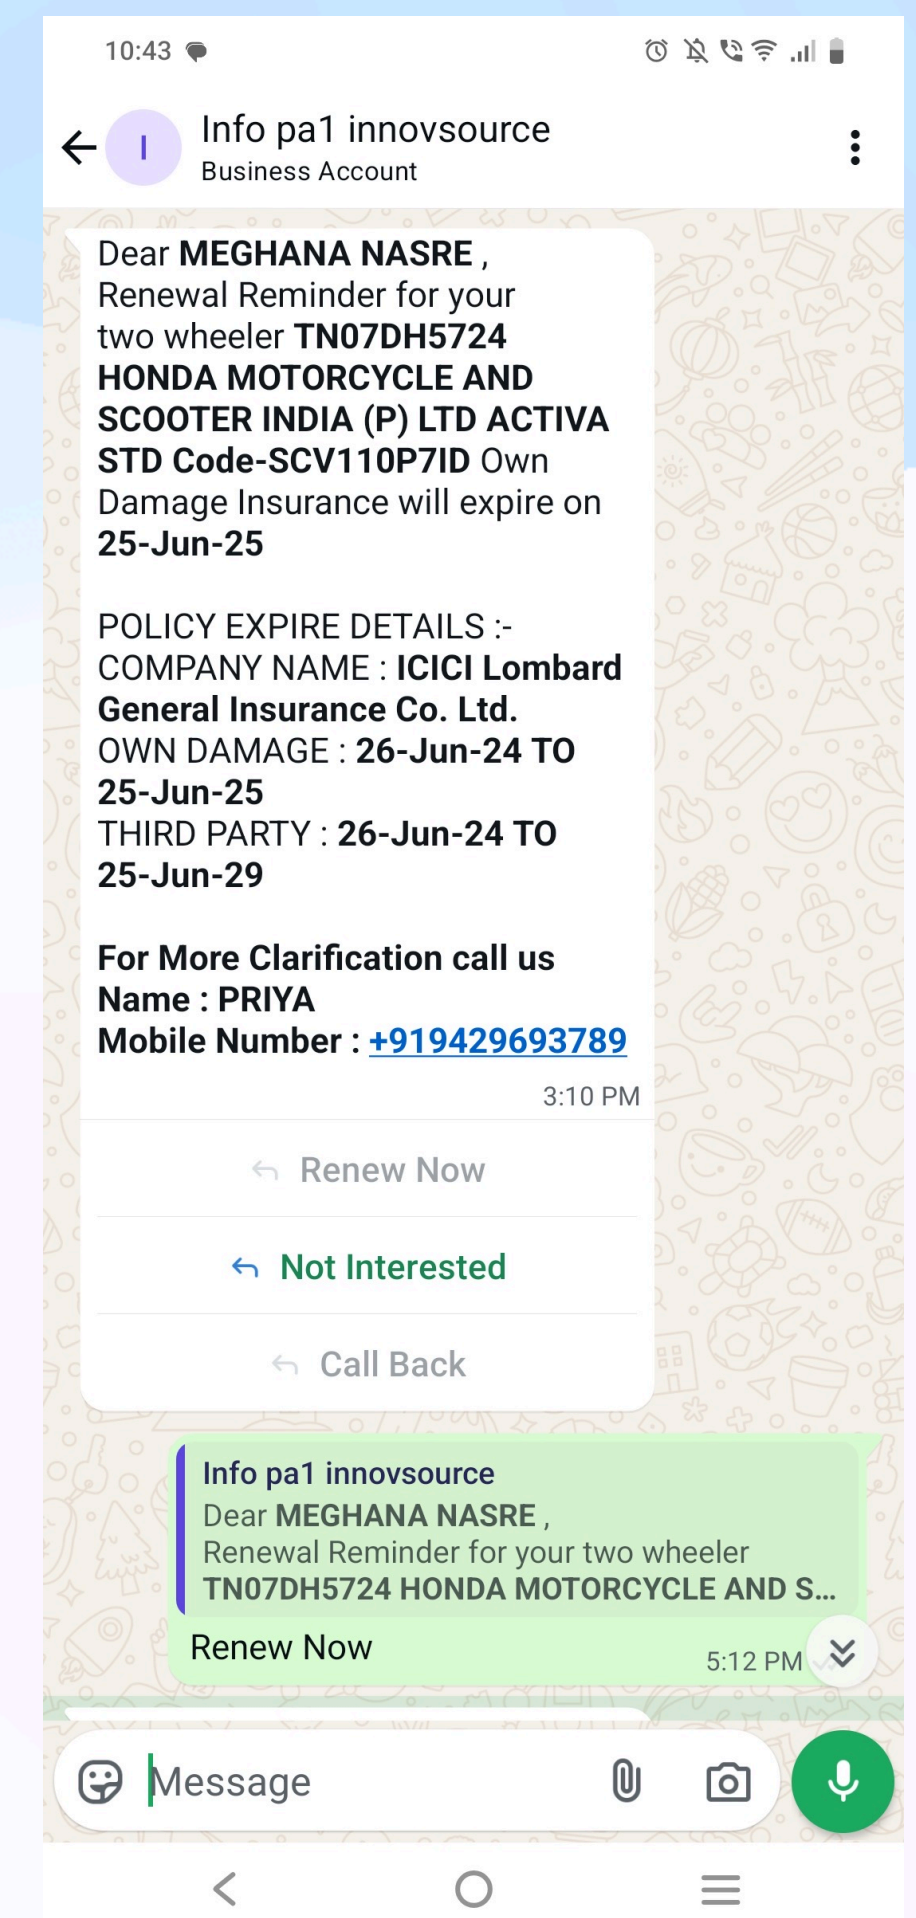 10:43
Info pa1 innovsource
Business Account
Dear MEGHANA NASRE ,
Renewal Reminder for your
two wheeler TN07DH5724
HONDA MOTORCYCLE AND
SCOOTER INDIA (P) LTD ACTIVA
STD Code-SCV110P7ID Own
Damage Insurance will expire on
25-Jun-25
POLICY EXPIRE DETAILS :-
COMPANY NAME : ICICI Lombard
General Insurance Co. Ltd.
OWN DAMAGE : 26-Jun-24 TO
25-Jun-25
THIRD PARTY : 26-Jun-24 TO
25-Jun-29
For More Clarification call us
Name : PRIYA
Mobile Number : +919429693789
3:10 PM
Renew Now
Not Interested
Call Back
Info pa1 innovsource
Dear MEGHANA NASRE ,
Renewal Reminder for your two wheeler
TN07DH5724 HONDA MOTORCYCLE AND S...
Renew Now
5:12 PM
Message